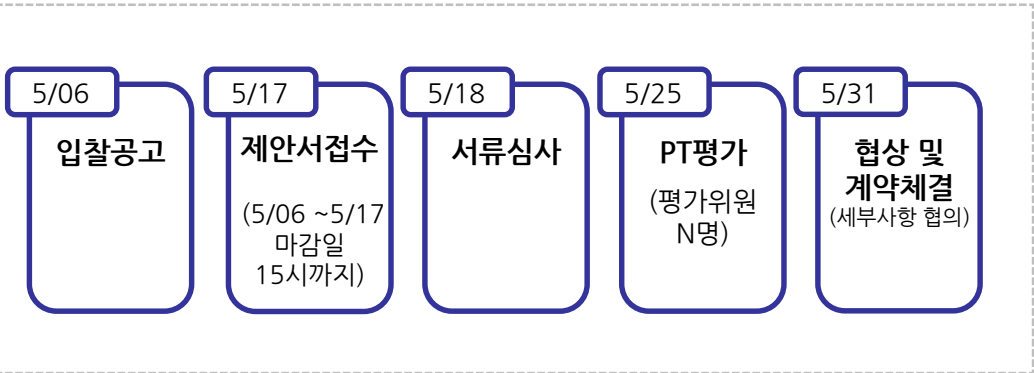 5/06
입찰공고
5/17
제안서접수
(5/06 ~5/17
마감일
15시까지)
5/18
서류심사
5/25
PT평가
(평가위원
N명)
5/31
협상 및
계약체결
(세부사항 협의)